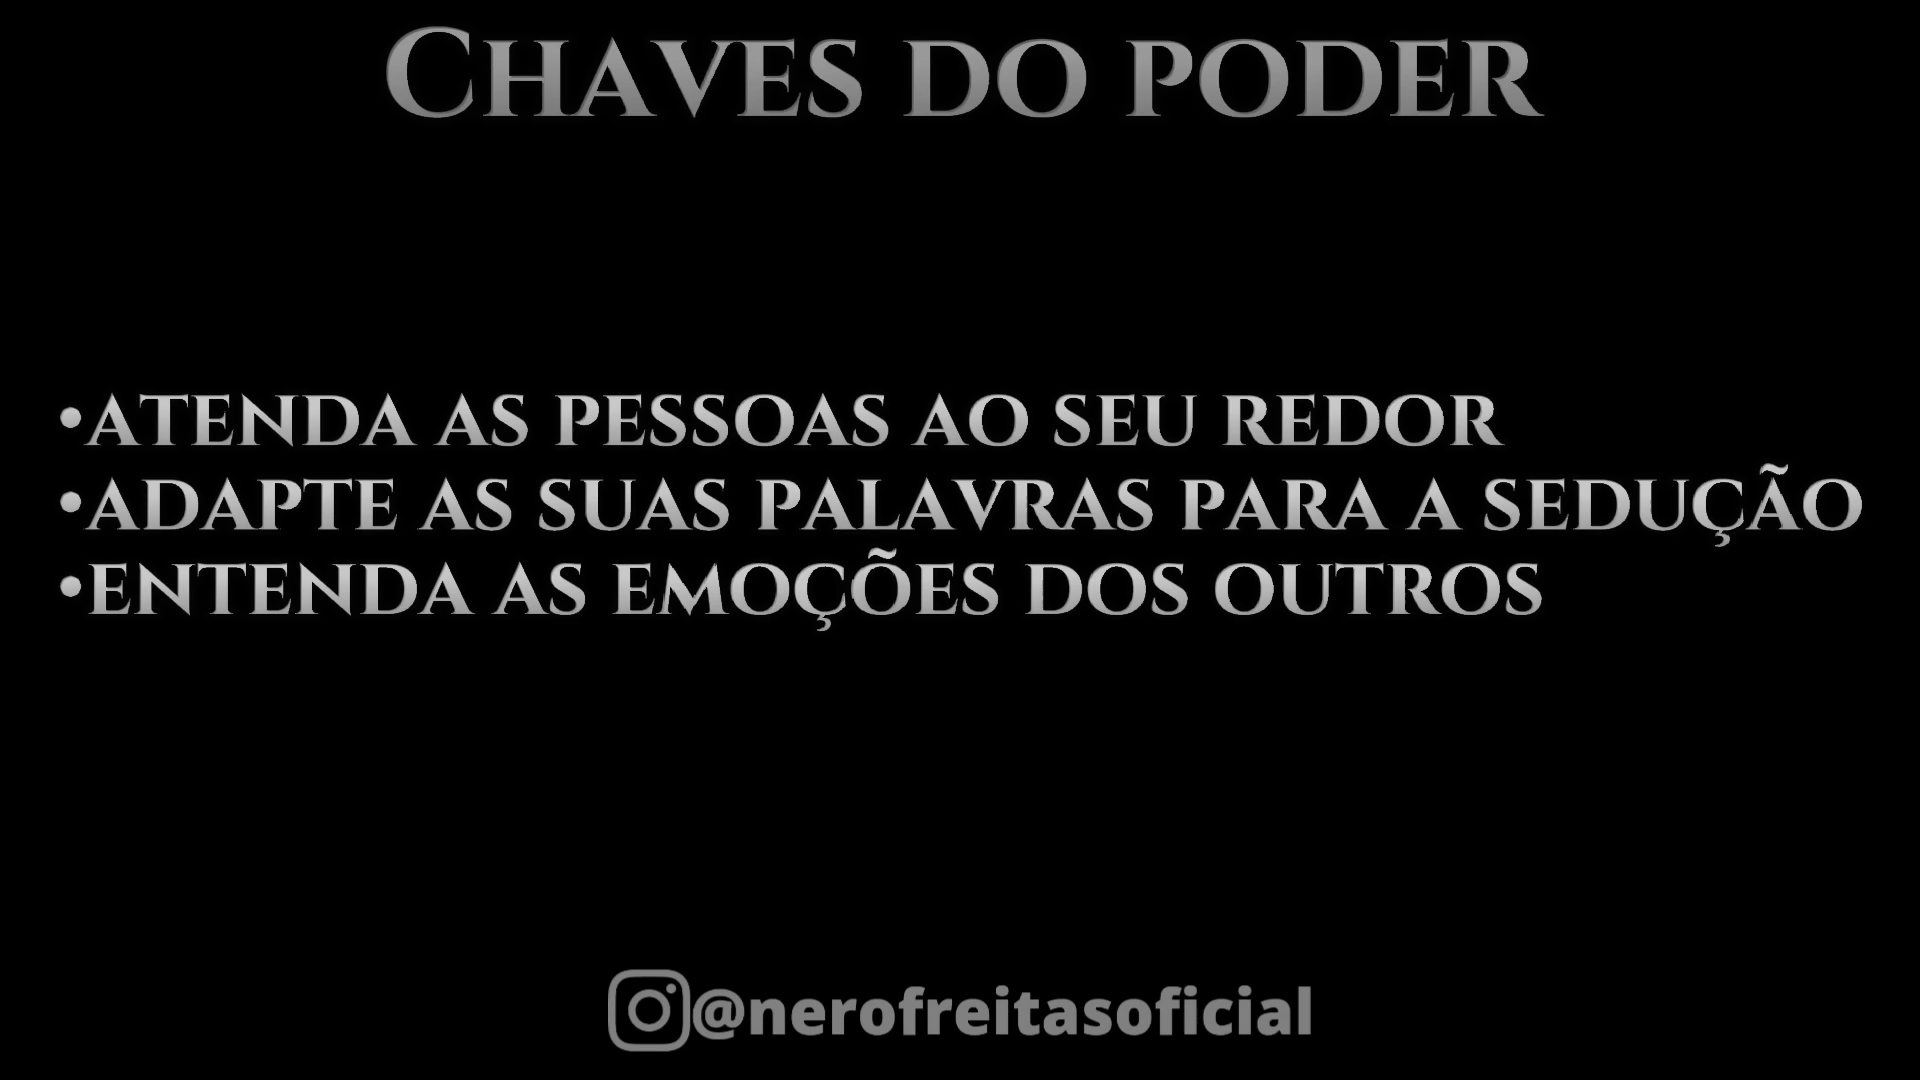 Chaves do poder
•atenda as pessoas ao seu redor
•adapte as suas palavras para a sedução
•entenda as emoções dos outros
@nerofreitasoficial